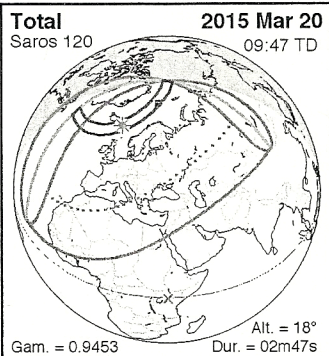 Total 2015 Mar 20
Saros 120 09:47 TD
Alt. = 18°
Gam. = 0.9453 Dur. = 02m47s